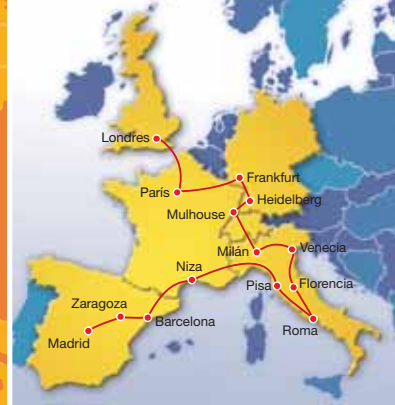 Londres
Frankfurt
París
Heidelberg
Mulhouse
Milán
Venecia
Niza
Pisa
Florencia
Zaragoza
Barcelona
Roma
Madrid